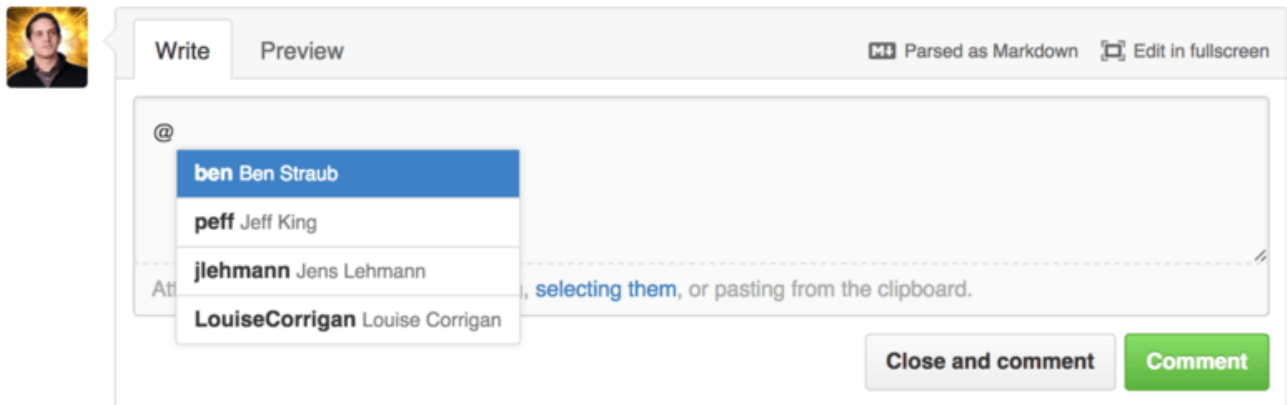 Write Preview Parsed as Markdown Edit in fullscreen
@
ben Ben Straub
peff Jeff King
jlehmann Jens Lehmann
selecting them, or pasting from the clipboard.
LouiseCorrigan Louise Corrigan
Close and comment Comment